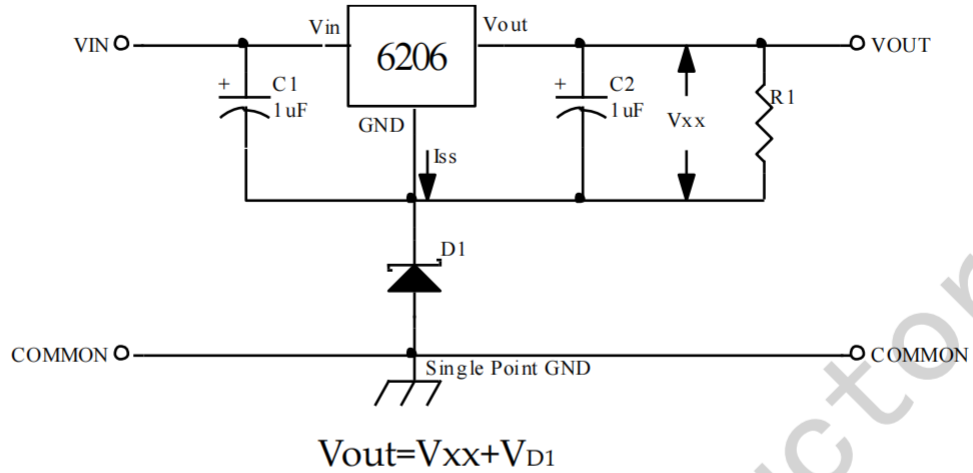 Vin
Vout
VIN
6206
VOUT
+
C1
1uF
GND
Iss
+
C2
1uF
Vxx
R1
D1
COMMON
COMMON
Single Point GND
Vout=Vxx+VD1
ctor